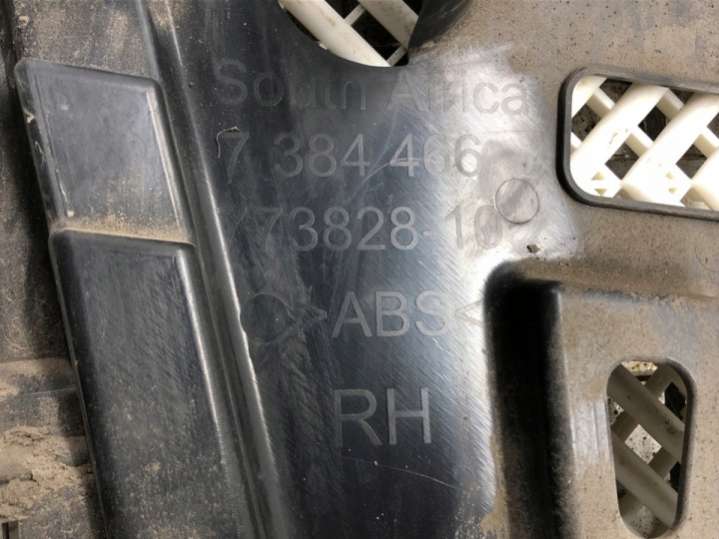 South Africa
7 384 466
73828-10
>ABS<
RH